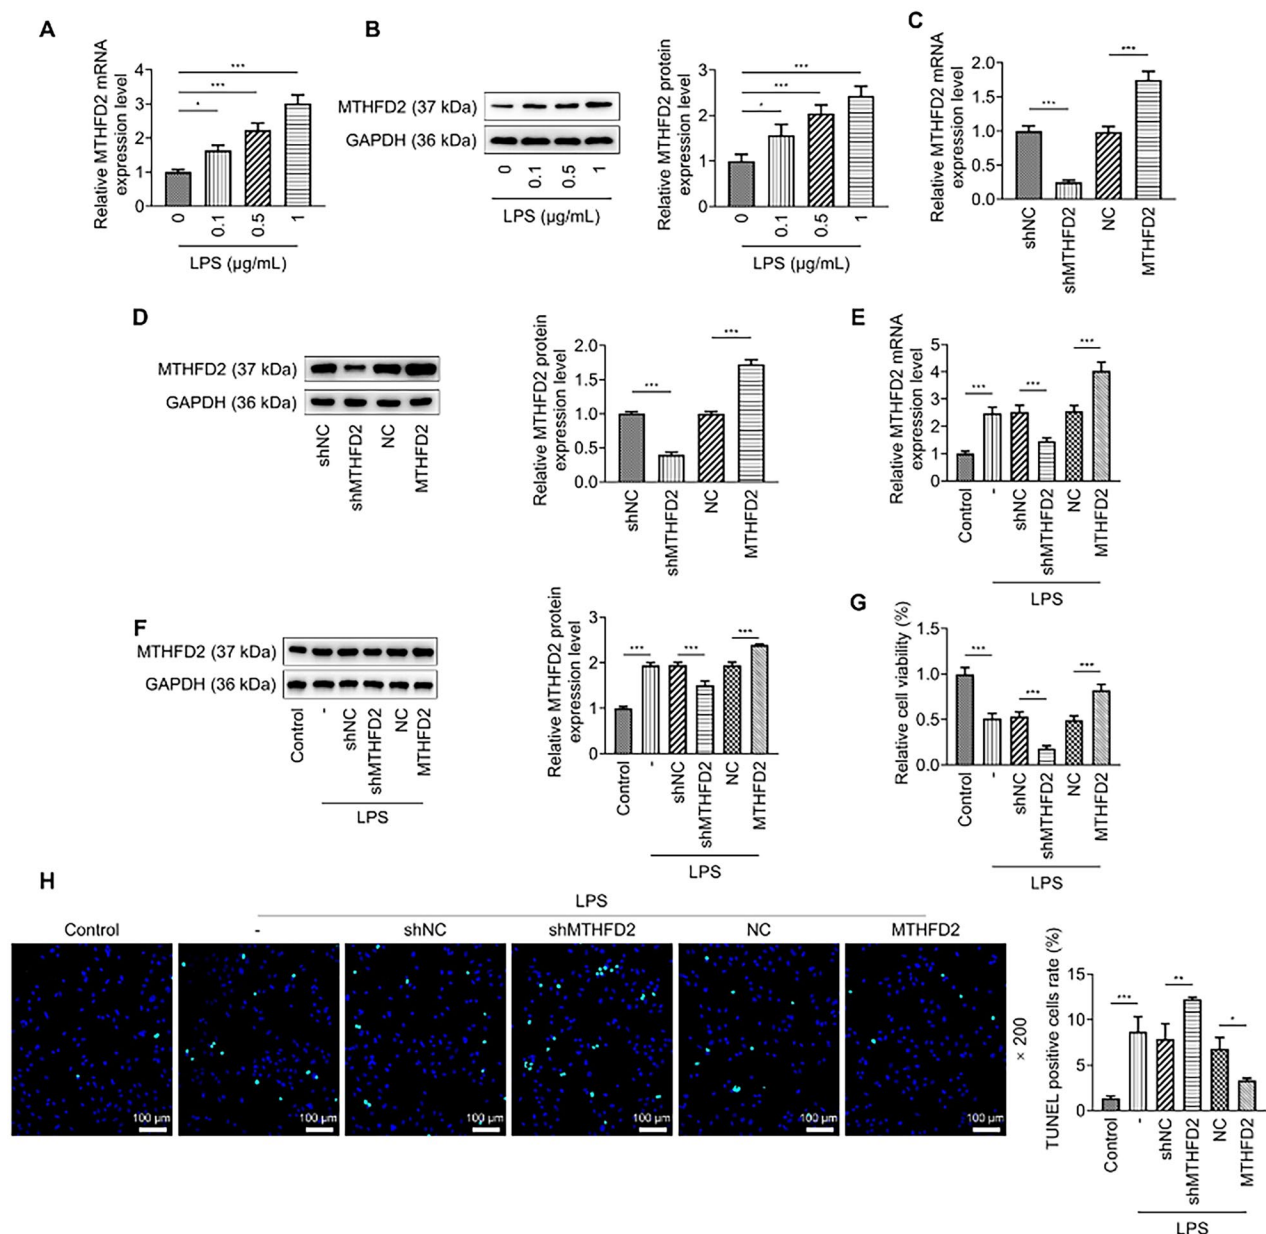 A
Relative MTHFD2 mRNA
expression level
4
3
2
1
0
***
***
*
0
0.1
0.5
1
LPS (μg/mL)
B
MTHFD2 (37 kDa)
GAPDH (36 kDa)
0
0.1
0.5
1
LPS (μg/mL)
Relative MTHFD2 protein
expression level
3
2
1
0
***
***
*
0
0.1
0.5
1
LPS (μg/mL)
C
Relative MTHFD2 mRNA
expression level
2.0
1.5
1.0
0.5
0.0
***
***
shNC
shMTHFD2
NC
MTHFD2
D
MTHFD2 (37 kDa)
GAPDH (36 kDa)
shNC
shMTHFD2
NC
MTHFD2
Relative MTHFD2 protein
expression level
2.0
1.5
1.0
0.5
0.0
***
***
shNC
shMTHFD2
NC
MTHFD2
E
Relative MTHFD2 mRNA
expression level
5
4
3
2
1
0
***
***
***
Control
-
shNC
shMTHFD2
NC
MTHFD2
LPS
F
MTHFD2 (37 kDa)
GAPDH (36 kDa)
Control
-
shNC
shMTHFD2
NC
MTHFD2
LPS
Relative MTHFD2 protein
expression level
3
2
1
0
***
***
***
Control
-
shNC
shMTHFD2
NC
MTHFD2
LPS
G
Relative cell viability (%)
1.5
1.0
0.5
0.0
***
***
***
Control
-
shNC
shMTHFD2
NC
MTHFD2
LPS
H
LPS
Control
-
shNC
shMTHFD2
NC
MTHFD2
100 μm
100 μm
100 μm
100 μm
100 μm
100 μm
× 200
TUNEL positive cells rate (%)
15
10
5
0
***
**
*
Control
-
shNC
shMTHFD2
NC
MTHFD2
LPS